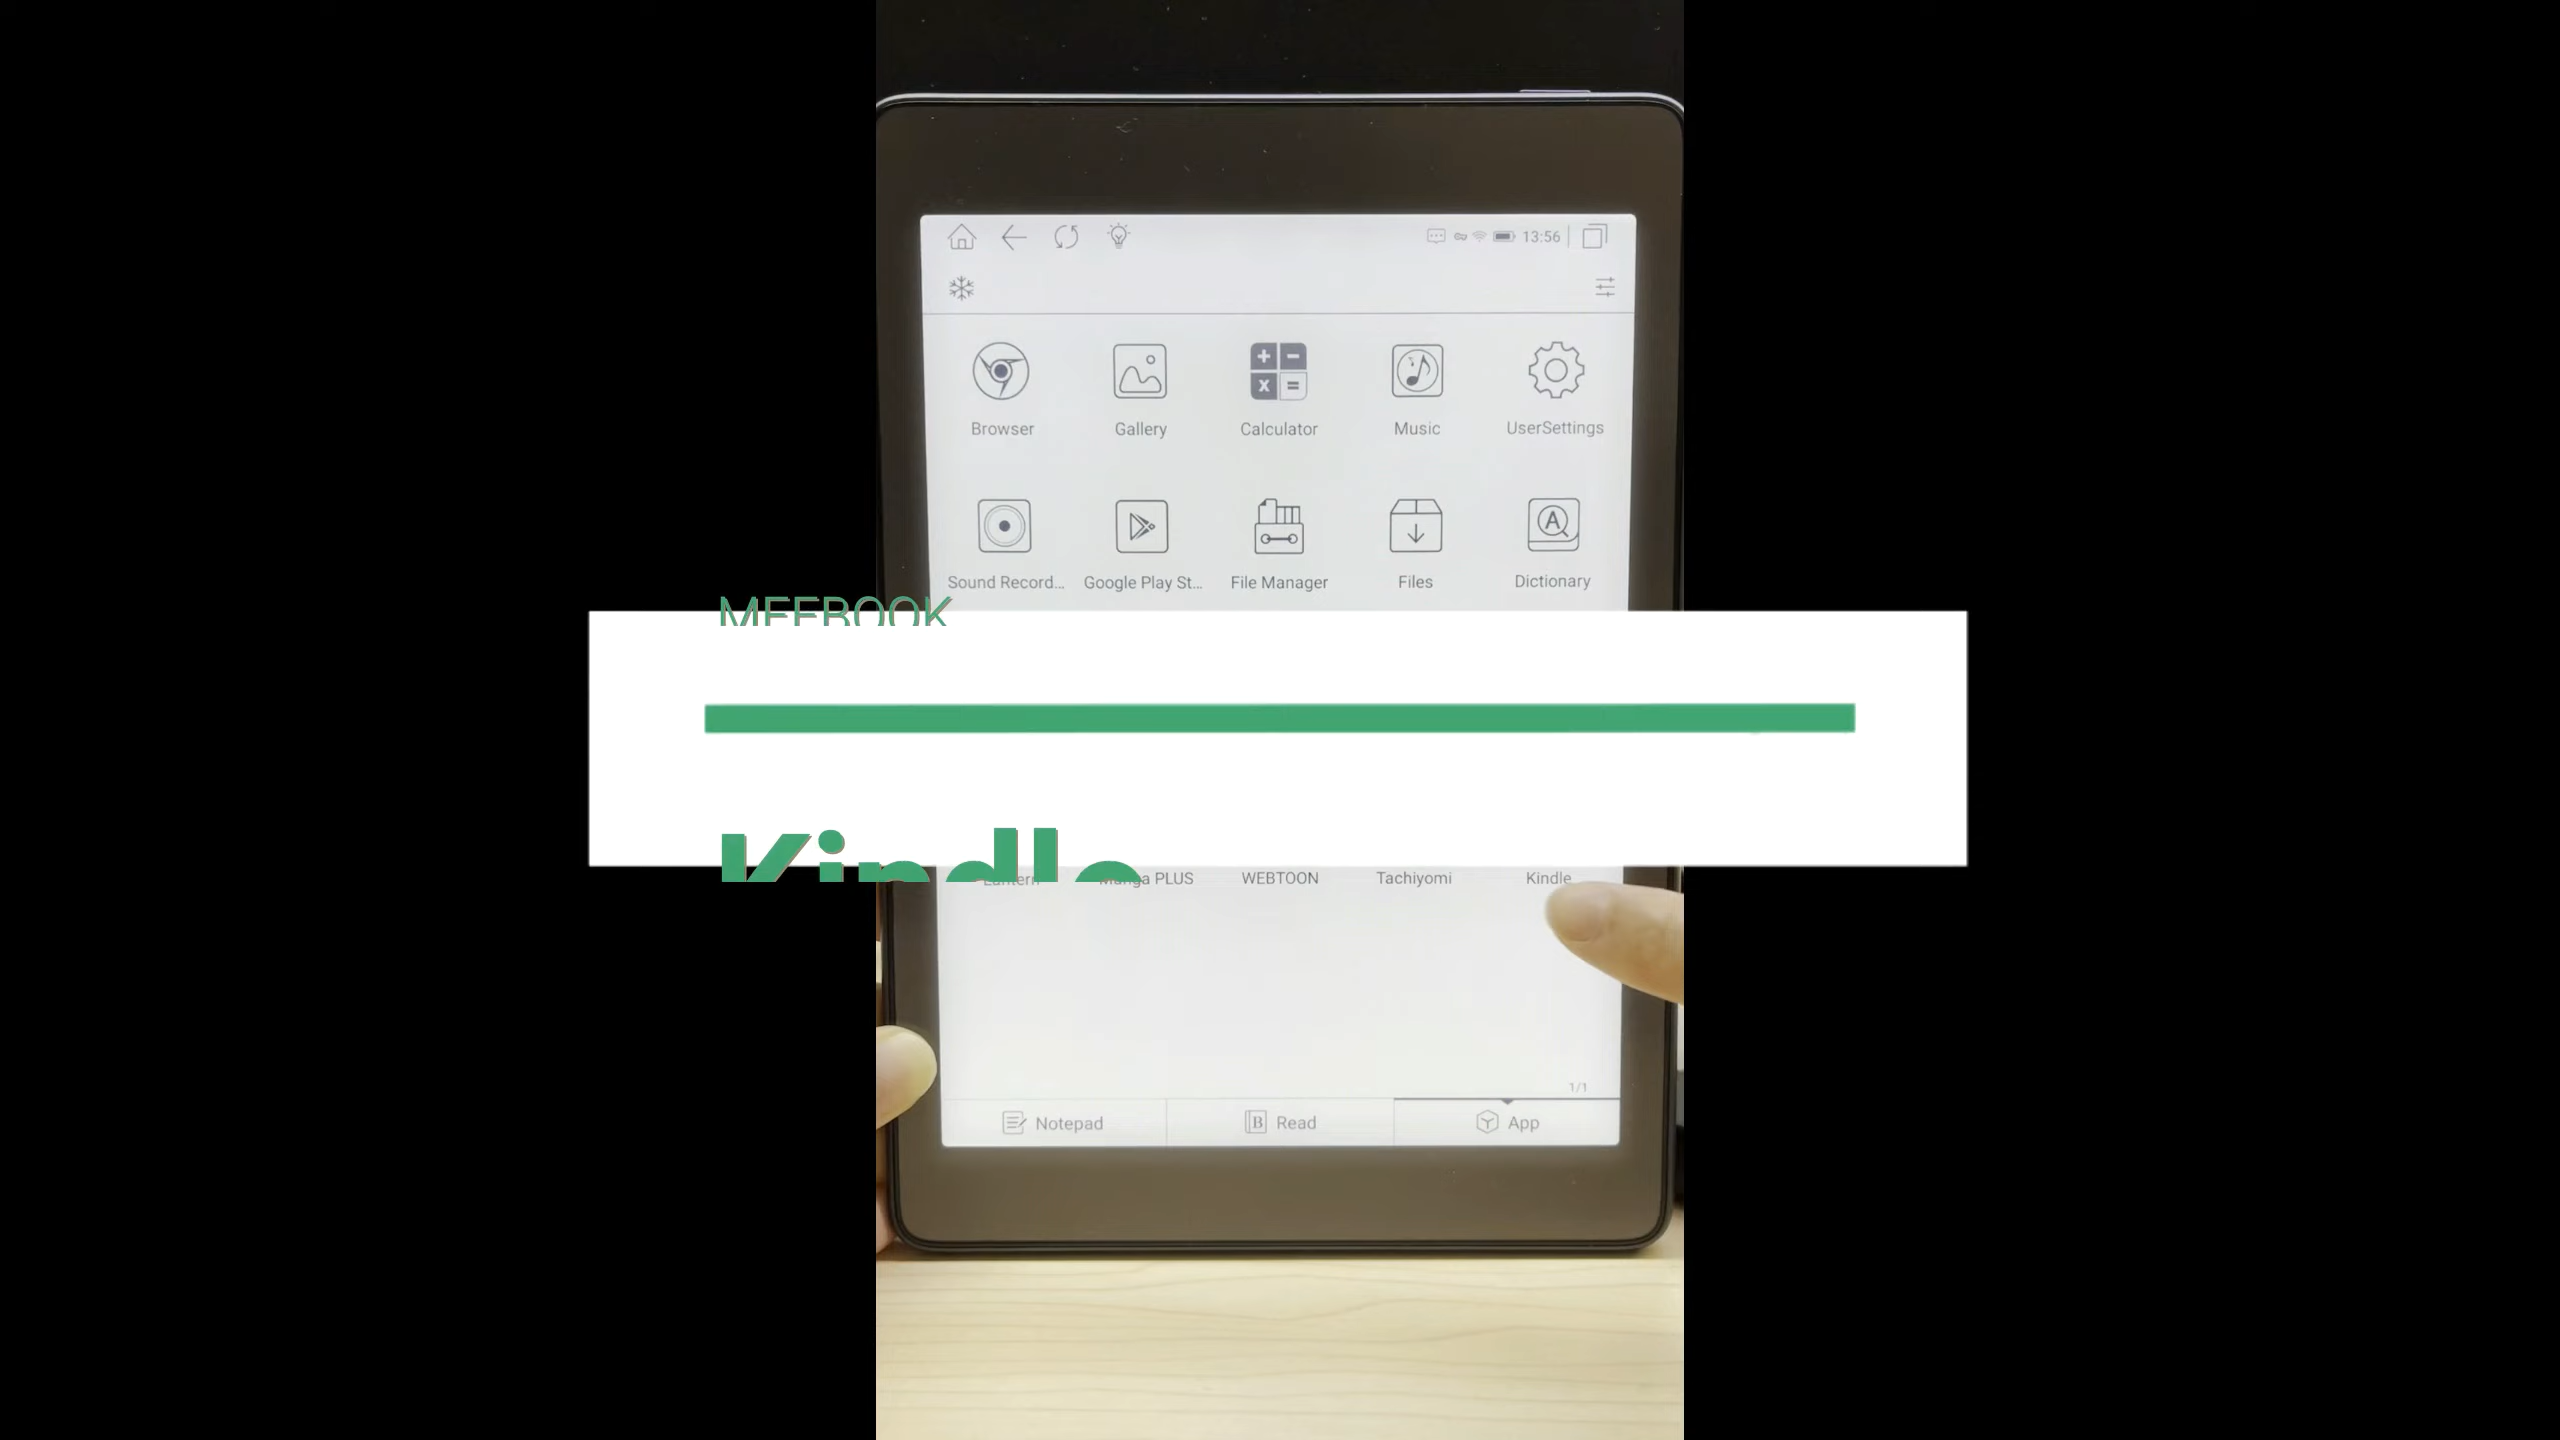 13:56
Browser Gallery Calculator Music UserSettings
Sound Record... Google Play St... File Manager Files Dictionary
MEEBOOK
Kindle
Lantern Manga PLUS WEBTOON Tachiyomi Kindle
1/1
Notepad Read App